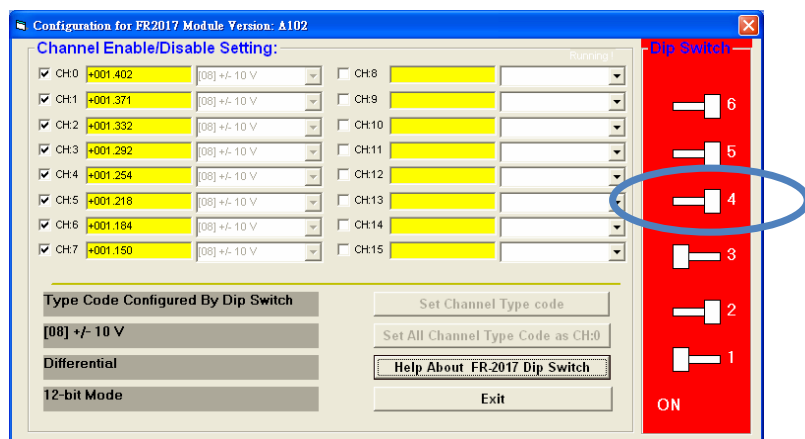 Configuration for FR2017 Module Version: A102
Channel Enable/Disable Setting:
Running!
Dip Switch
CH:0 +001.402 [08] +/- 10 V CH:8
CH:1 +001.371 [08] +/- 10 V CH:9
CH:2 +001.332 [08] +/- 10 V CH:10
CH:3 +001.292 [08] +/- 10 V CH:11
CH:4 +001.254 [08] +/- 10 V CH:12
CH:5 +001.218 [08] +/- 10 V CH:13
CH:6 +001.184 [08] +/- 10 V CH:14
CH:7 +001.150 [08] +/- 10 V CH:15
Type Code Configured By Dip Switch
[08] +/- 10 V
Differential
12-bit Mode
Set Channel Type code
Set All Channel Type Code as CH:0
Help About FR-2017 Dip Switch
Exit
6
5
4
3
2
1
ON